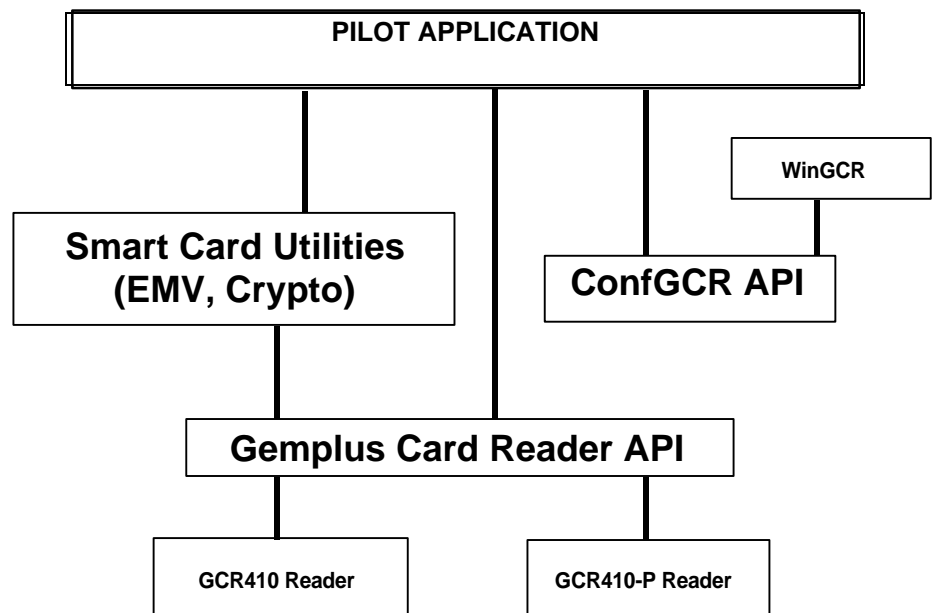 PILOT APPLICATION
WinGCR
Smart Card Utilities
(EMV, Crypto)
ConfGCR API
Gemplus Card Reader API
GCR410 Reader
GCR410-P Reader